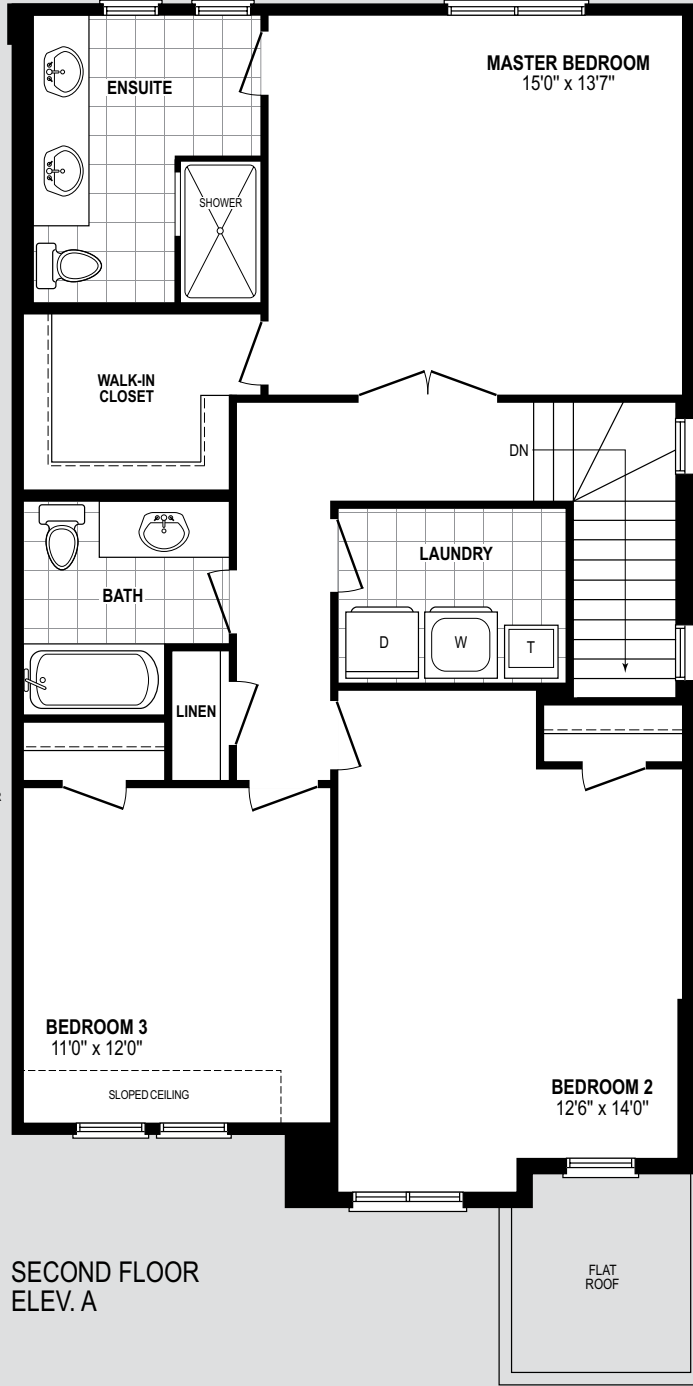 ENSUITE
MASTER BEDROOM
15'0" x 13'7"
SHOWER
WALK-IN
CLOSET
DN
LAUNDRY
BATH
D
W
T
LINEN
BEDROOM 3
11'0" x 12'0"
SLOPED CEILING
BEDROOM 2
12'6" x 14'0"
SECOND FLOOR
ELEV. A
FLAT
ROOF